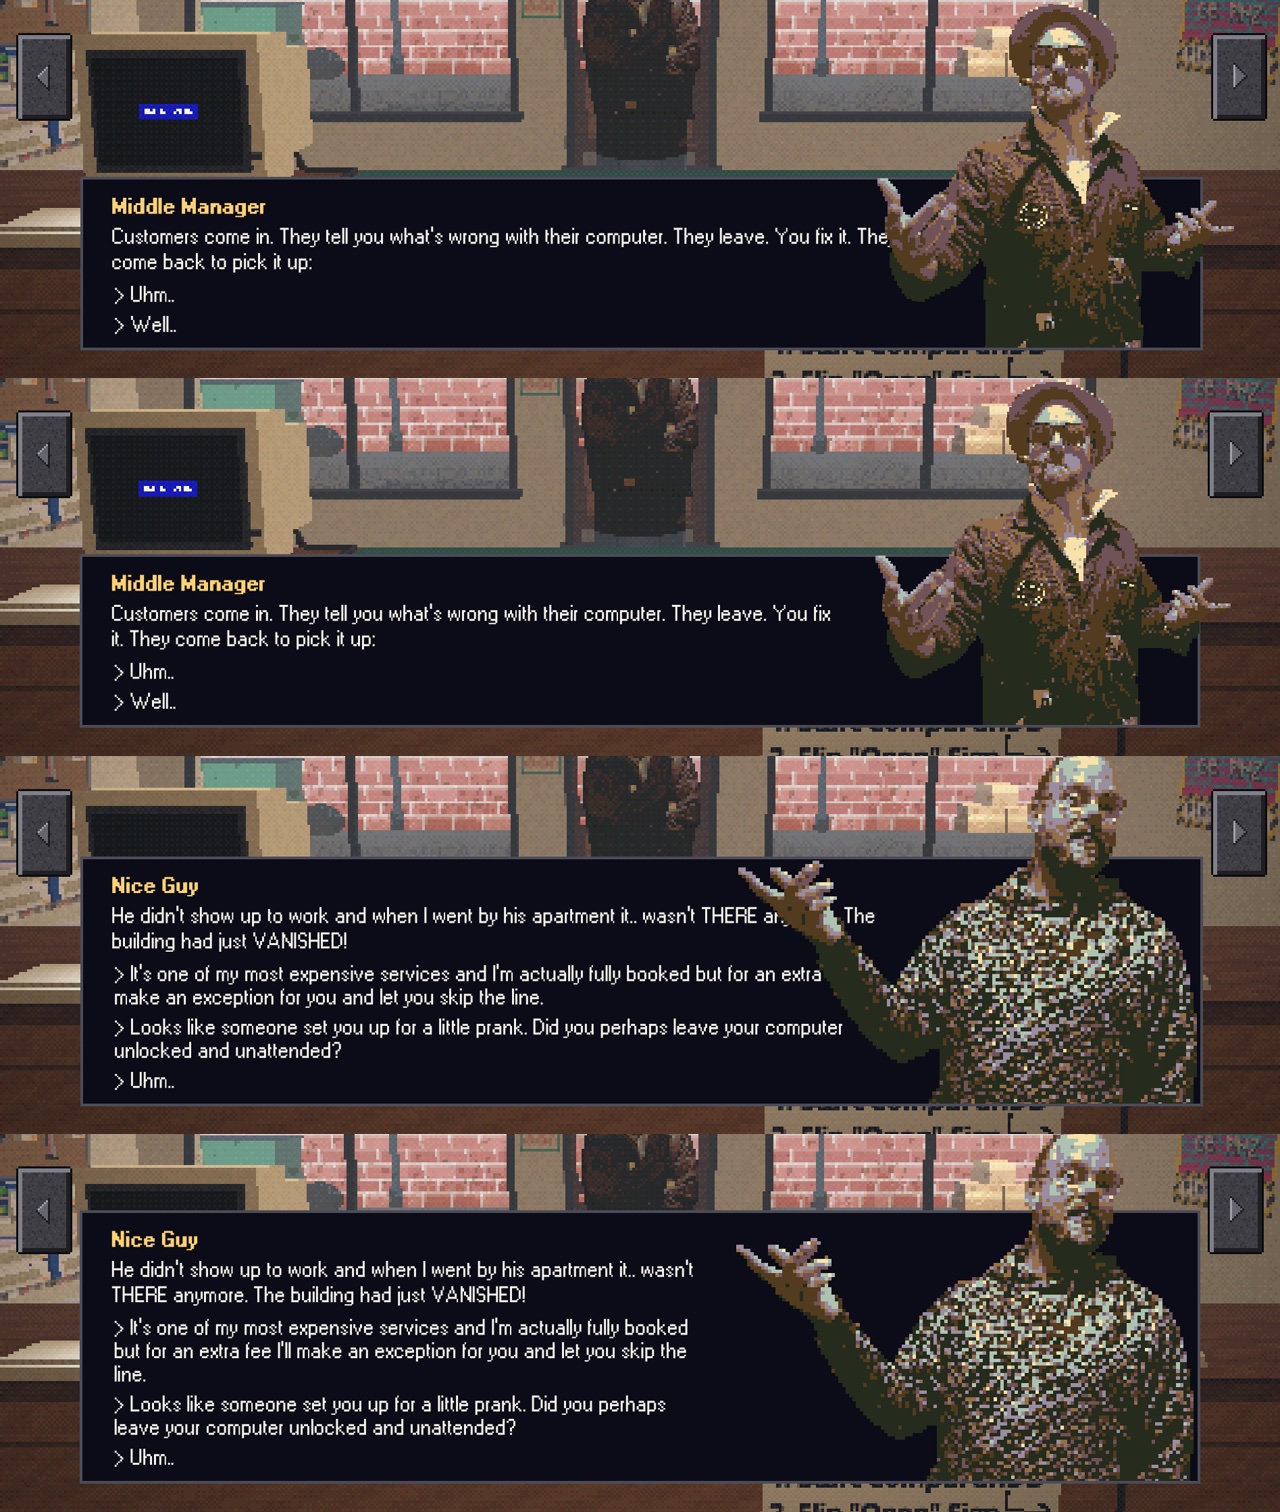 Middle Manager
Customers come in. They tell you what's wrong with their computer. They leave. You fix it. The
come back to pick it up:
> Uhm..
> Well..
Middle Manager
Customers come in. They tell you what's wrong with their computer. They leave. You fix
it. They come back to pick it up:
> Uhm..
> Well..
2. Flip "Open" Sign
Nice Guy
He didn't show up to work and when I went by his apartment it.. wasn't THERE The
building had just VANISHED!
> It's one of my most expensive services and I'm actually fully booked but for an extra
make an exception for you and let you skip the line.
> Looks like someone set you up for a little prank. Did you perhaps leave your computer
unlocked and unattended?
> Uhm..
Nice Guy
He didn't show up to work and when I went by his apartment it.. wasn't
THERE anymore. The building had just VANISHED!
> It's one of my most expensive services and I'm actually fully booked
but for an extra fee I'll make an exception for you and let you skip the
line.
> Looks like someone set you up for a little prank. Did you perhaps
leave your computer unlocked and unattended?
> Uhm..